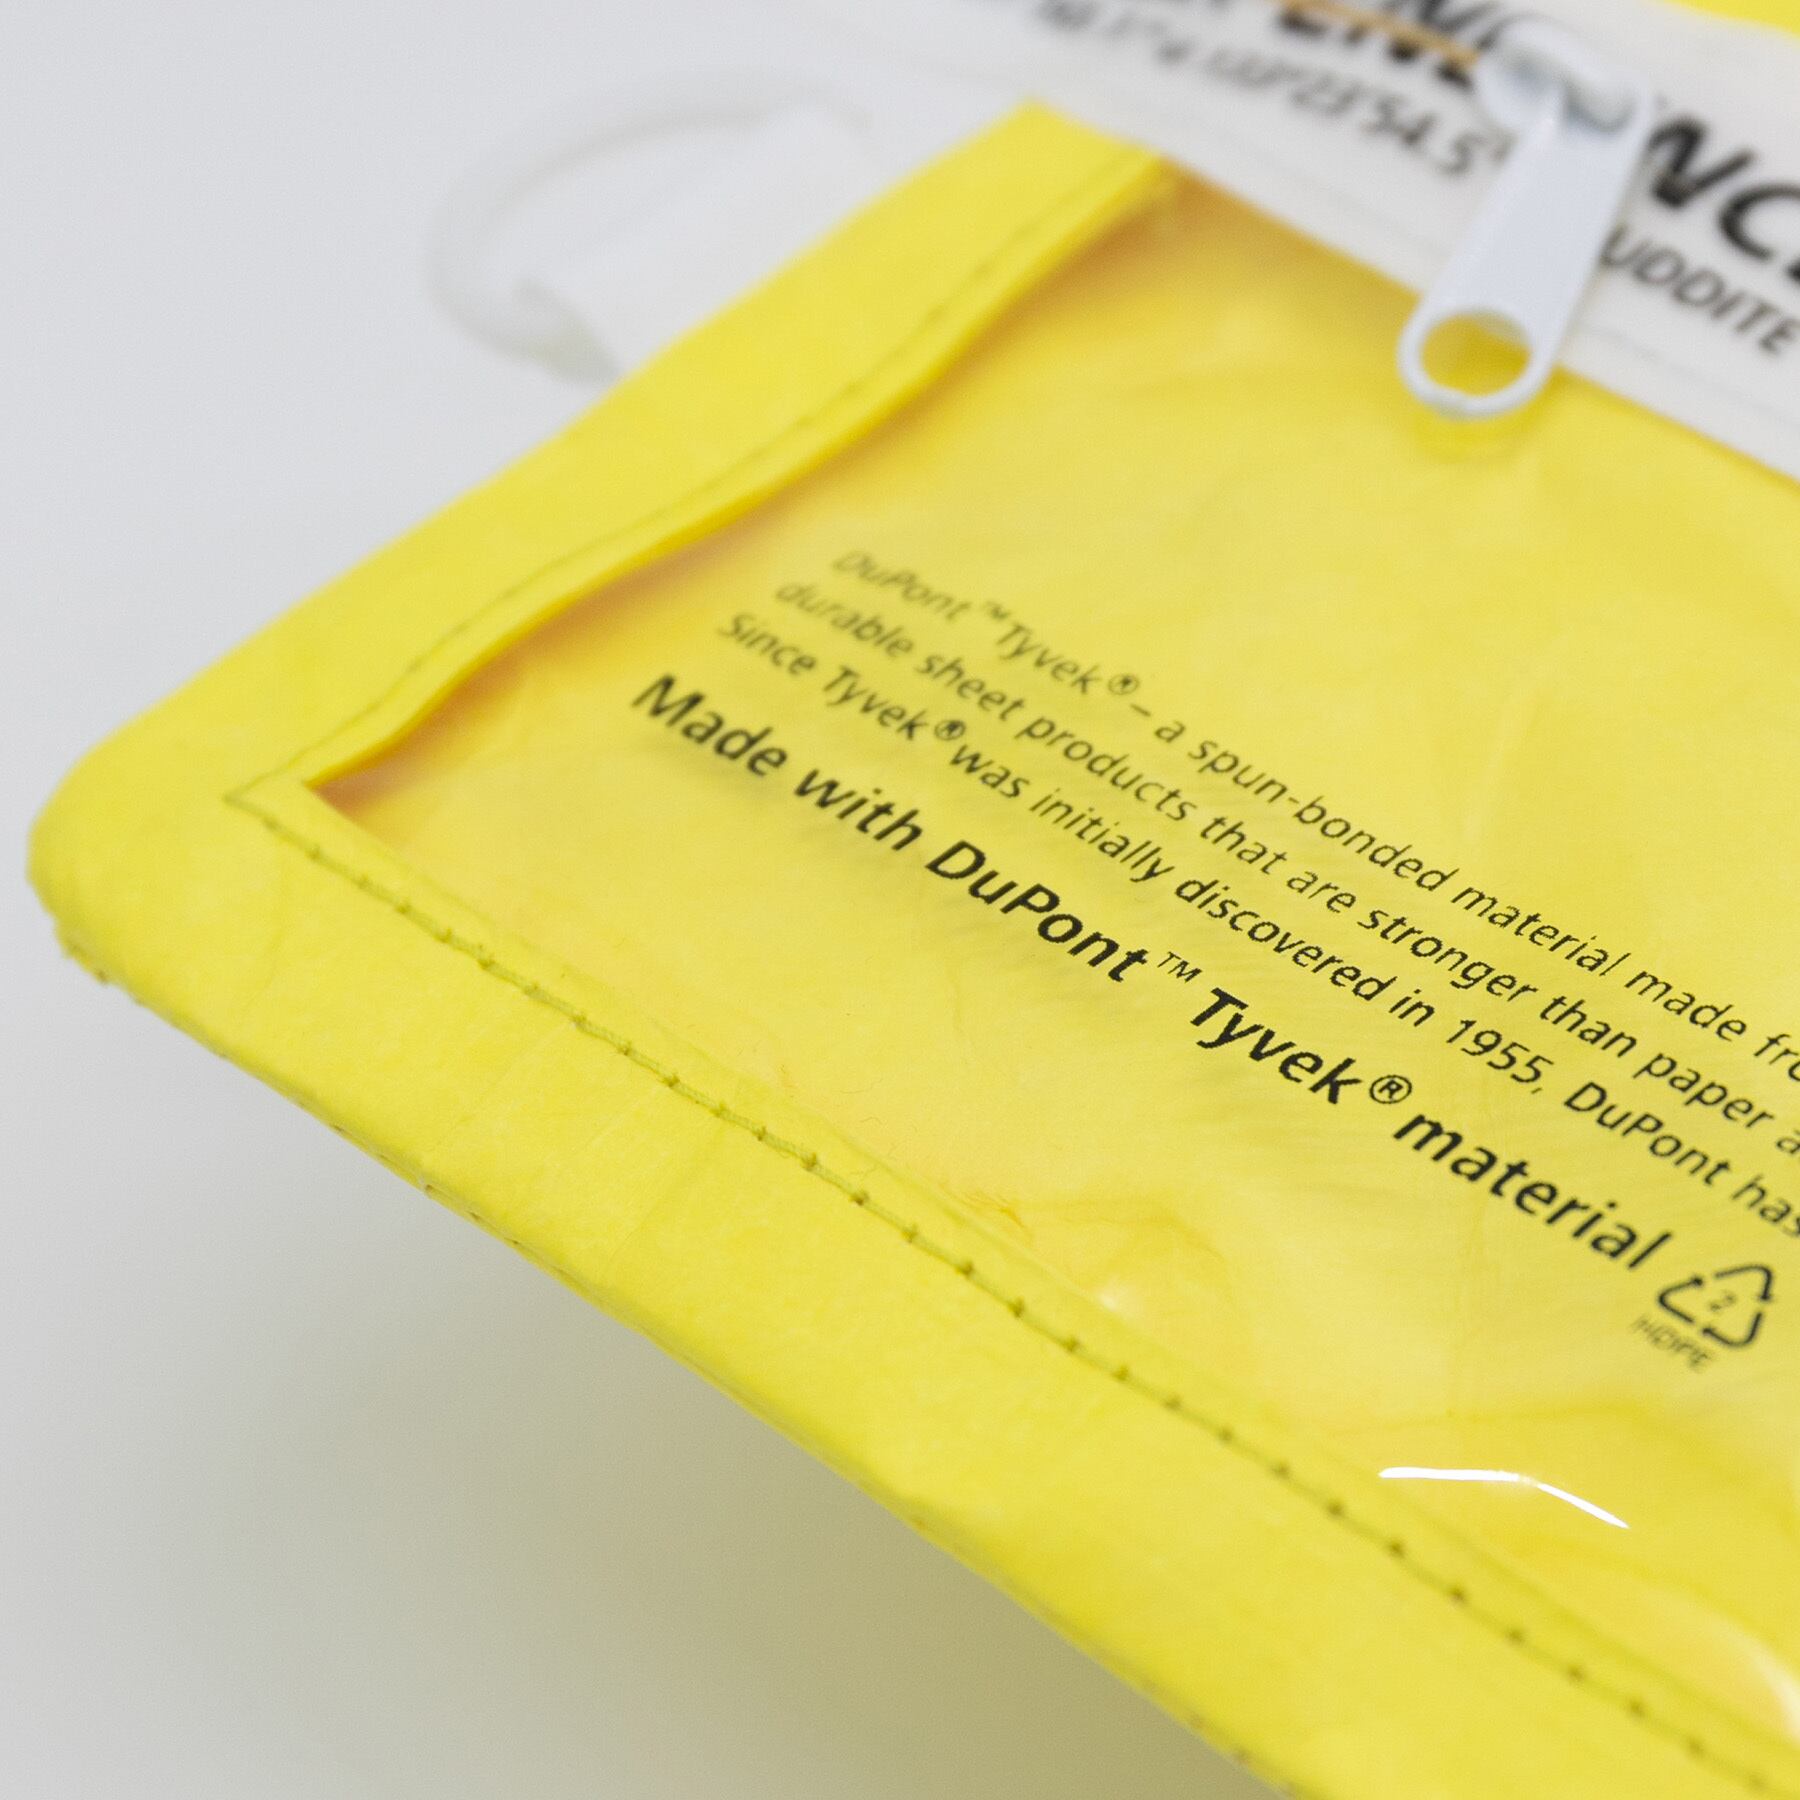 UDDITE
DuPont™ Tyvek® – a spun-bonded material made
durable sheet products that are stronger than paper
Since Tyvek® was initially discovered in 1955, DuPont has
Made with DuPont™ Tyvek® material
2
HDPE